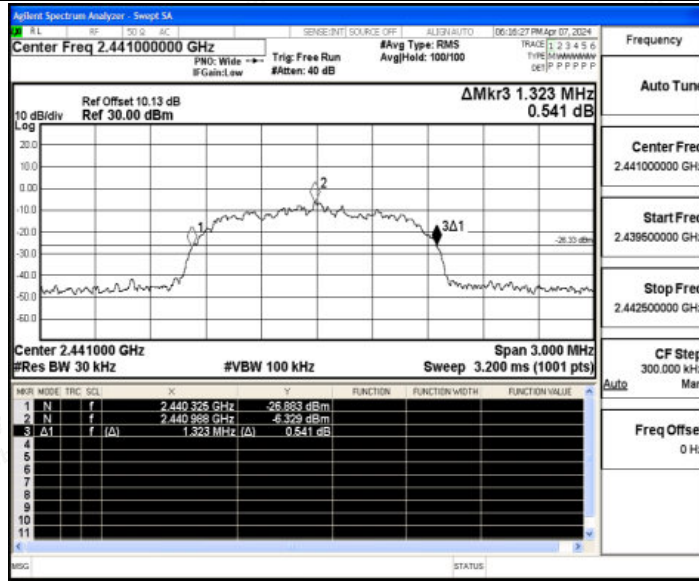 Agilent Spectrum Analyzer - Swept SA
RL RF 50 Ω AC SENSE:INT SOURCE OFF ALIGN AUTO 06:16:27 PM Apr 07, 2024
Center Freq 2.441000000 GHz
PNO: Wide
IFGain:Low
Trig: Free Run
#Atten: 40 dB
#Avg Type: RMS
Avg|Hold: 100/100
TRACE 1 2 3 4 5 6
TYPE MWWWWW
DET P P P P P P
Ref Offset 10.13 dB
10 dB/div Ref 30.00 dBm
Log
ΔMkr3 1.323 MHz
0.541 dB
20.0
10.0
0.00
-10.0
-20.0
-30.0
-40.0
-50.0
-60.0
1
2
3Δ1
-26.33 dBm
Center 2.441000 GHz Span 3.000 MHz
#Res BW 30 kHz #VBW 100 kHz Sweep 3.200 ms (1001 pts)
MKR MODE TRC SCL X Y FUNCTION FUNCTION WIDTH FUNCTION VALUE
1 N f 2.440 325 GHz -26.883 dBm
2 N f 2.440 988 GHz -6.329 dBm
3 Δ1 f (Δ) 1.323 MHz (Δ) 0.541 dB
4
5
6
7
8
9
10
11
MSG STATUS
Frequency
Auto Tune
Center Freq
2.441000000 GHz
Start Freq
2.439500000 GHz
Stop Freq
2.442500000 GHz
CF Step
300.000 kHz
Auto Man
Freq Offset
0 Hz